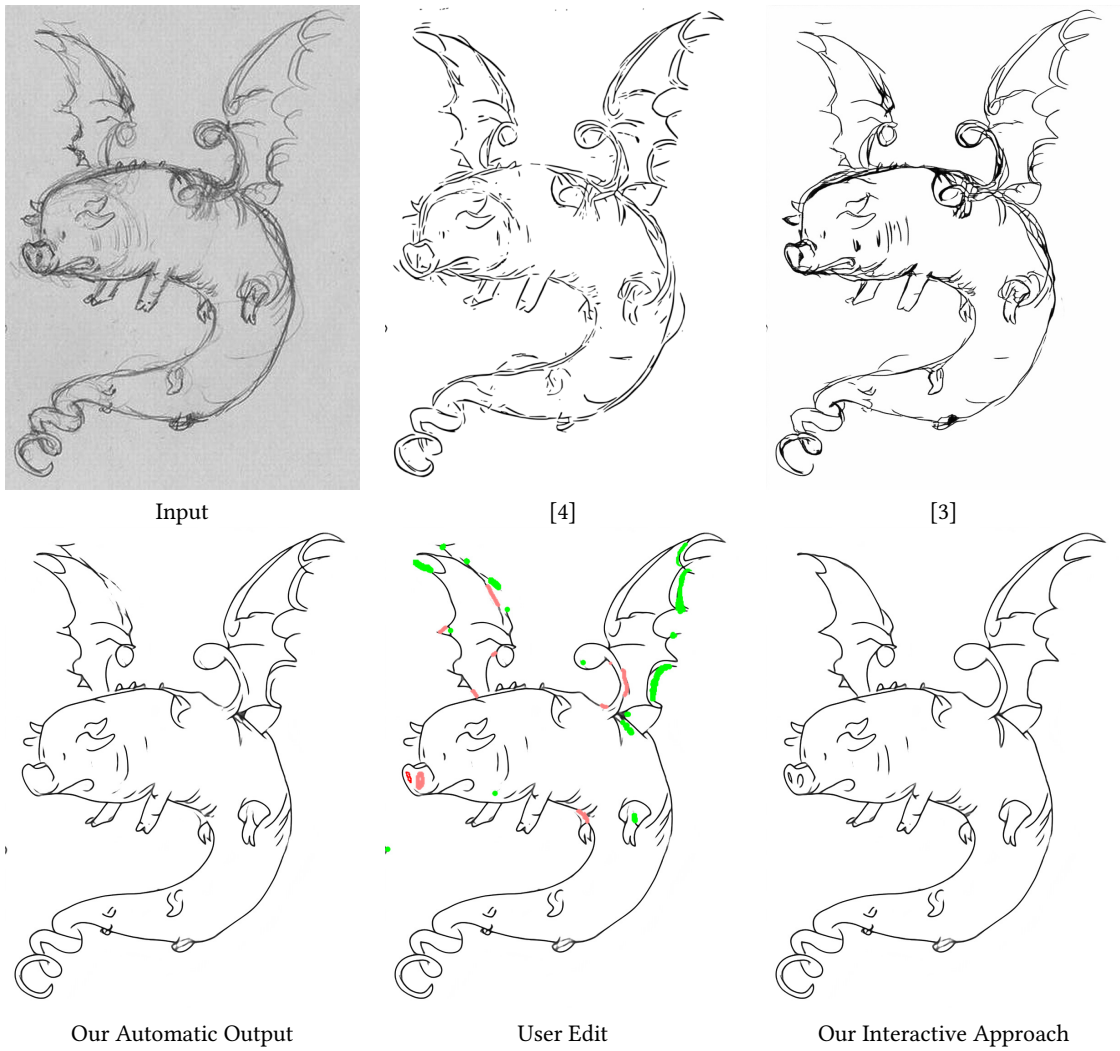 Input
[4]
[3]
Our Automatic Output
User Edit
Our Interactive Approach